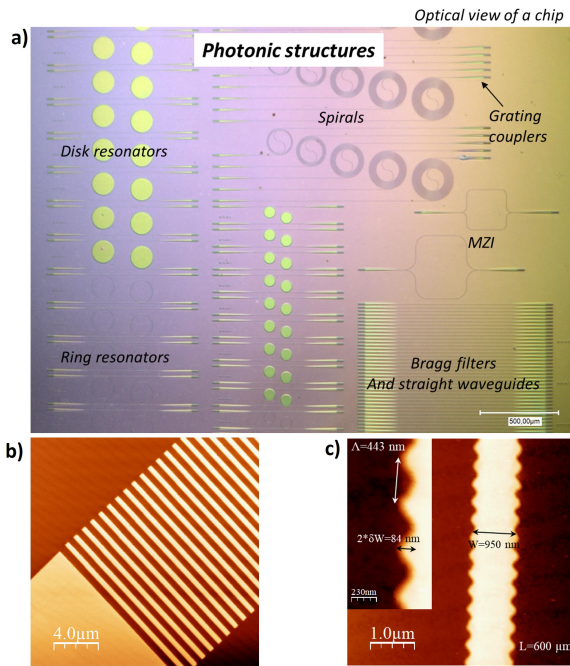 Optical view of a chip
a)
Photonic structures
Spirals
Grating
couplers
Disk resonators
MZI
Ring resonators
Bragg filters
And straight waveguides
500,00µm
b)
4.0µm
c)
Λ=443 nm
2*δW=84 nm
W=950 nm
230nm
1.0µm
L=600 µm